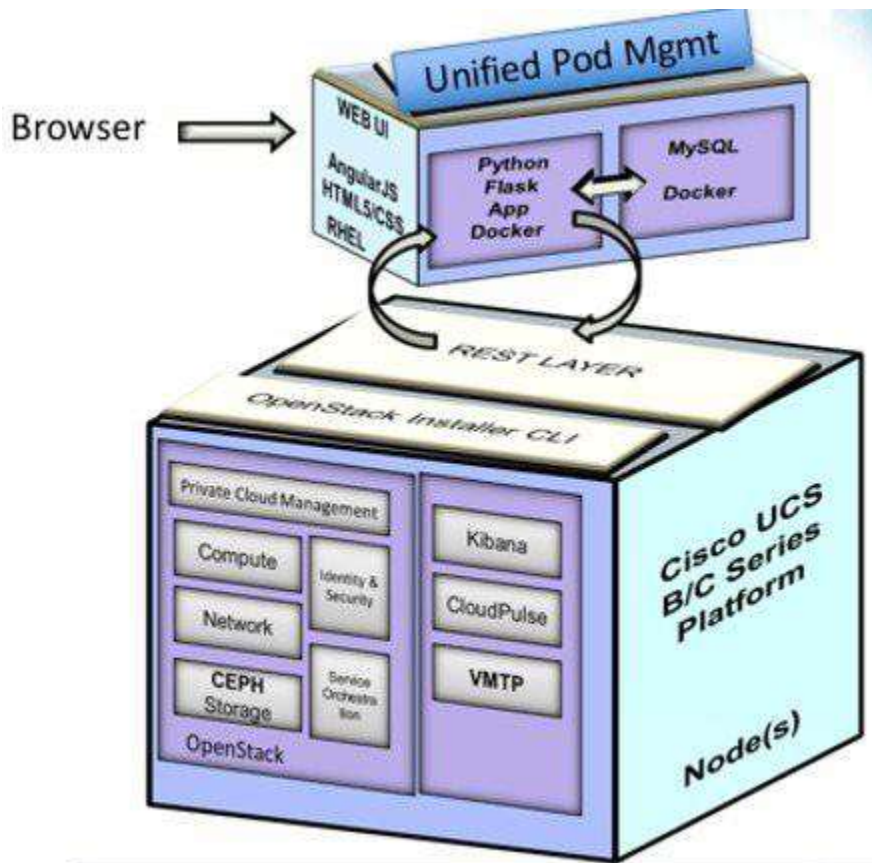 Unified Pod Mgmt
Browser
WEB UI
AngularJS
HTML5/CSS
RHEL
Python
Flask
App
Docker
MySQL
Docker
REST LAYER
OpenStack Installer CLI
Private Cloud Management
Compute
Identity &
Security
Network
CEPH
Storage
Service
Orchestra
tion
OpenStack
Kibana
CloudPulse
VMTP
Cisco UCS
B/C Series
Platform
Node(s)